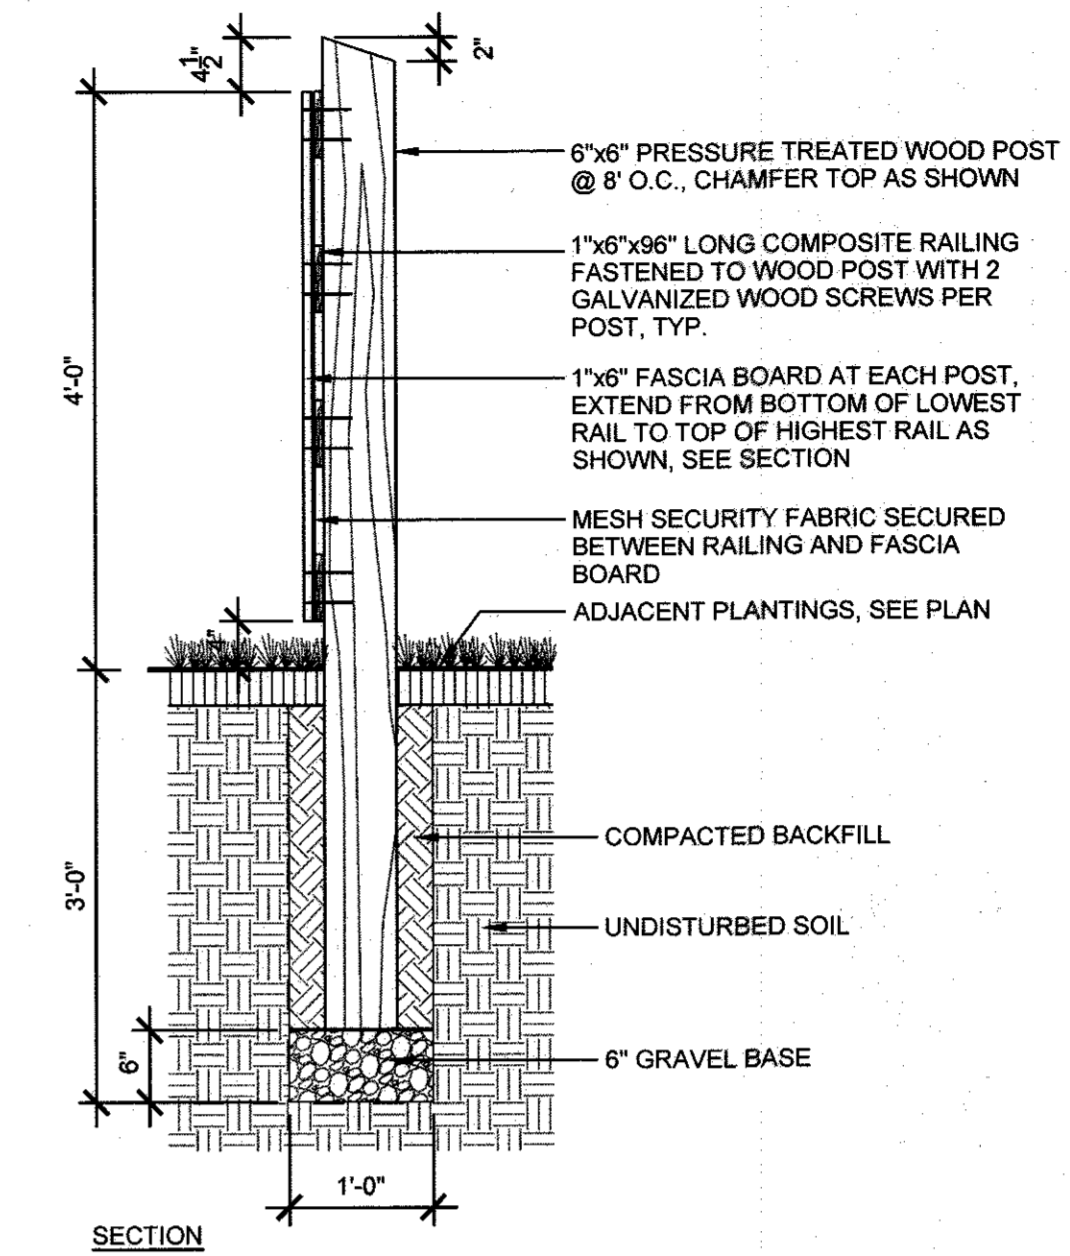 4 1/2"
2"
6"x6" PRESSURE TREATED WOOD POST
@ 8' O.C., CHAMFER TOP AS SHOWN
1"x6"x96" LONG COMPOSITE RAILING
FASTENED TO WOOD POST WITH 2
GALVANIZED WOOD SCREWS PER
POST, TYP.
4'-0"
1"x6" FASCIA BOARD AT EACH POST,
EXTEND FROM BOTTOM OF LOWEST
RAIL TO TOP OF HIGHEST RAIL AS
SHOWN, SEE SECTION
MESH SECURITY FABRIC SECURED
BETWEEN RAILING AND FASCIA
BOARD
ADJACENT PLANTINGS, SEE PLAN
4"
COMPACTED BACKFILL
3'-0"
UNDISTURBED SOIL
6"
6" GRAVEL BASE
1'-0"
SECTION